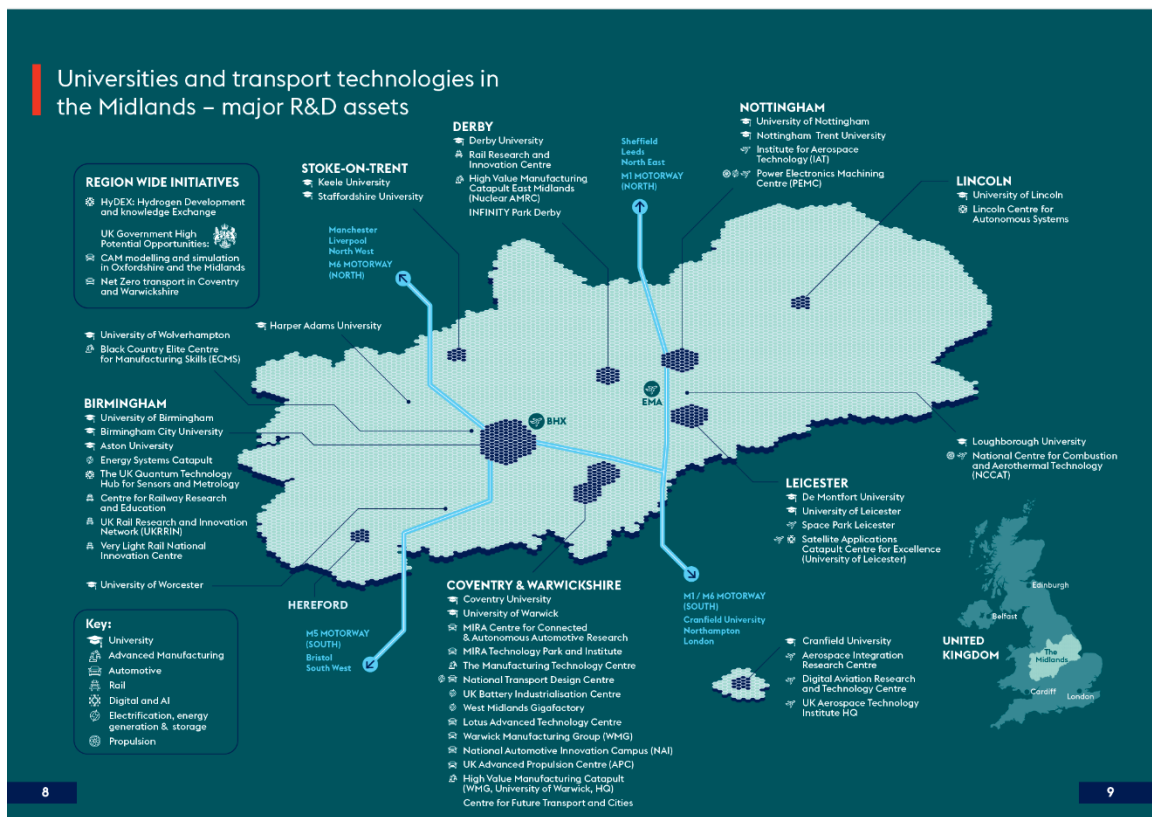 Universities and transport technologies in
the Midlands – major R&D assets
REGION WIDE INITIATIVES
HyDEX: Hydrogen Development
and knowledge Exchange
UK Government High
Potential Opportunities:
CAM modelling and simulation
in Oxfordshire and the Midlands
Net Zero transport in Coventry
and Warwickshire
STOKE-ON-TRENT
Keele University
Staffordshire University
Manchester
Liverpool
North West
M6 MOTORWAY
(NORTH)
DERBY
Derby University
Rail Research and
Innovation Centre
High Value Manufacturing
Catapult East Midlands
(Nuclear AMRC)
INFINITY Park Derby
Sheffield
Leeds
North East
M1 MOTORWAY
(NORTH)
NOTTINGHAM
University of Nottingham
Nottingham Trent University
Institute for Aerospace
Technology (IAT)
Power Electronics Machining
Centre (PEMC)
LINCOLN
University of Lincoln
Lincoln Centre for
Autonomous Systems
Harper Adams University
University of Wolverhampton
Black Country Elite Centre
for Manufacturing Skills (ECMS)
BIRMINGHAM
University of Birmingham
Birmingham City University
Aston University
Energy Systems Catapult
The UK Quantum Technology
Hub for Sensors and Metrology
Centre for Railway Research
and Education
UK Rail Research and Innovation
Network (UKRRIN)
Very Light Rail National
Innovation Centre
University of Worcester
BHX
EMA
Loughborough University
National Centre for Combustion
and Aerothermal Technology
(NCCAT)
LEICESTER
De Montfort University
University of Leicester
Space Park Leicester
Satellite Applications
Catapult Centre for Excellence
(University of Leicester)
HEREFORD
M5 MOTORWAY
(SOUTH)
Bristol
South West
COVENTRY & WARWICKSHIRE
Coventry University
University of Warwick
MIRA Centre for Connected
& Autonomous Automotive Research
MIRA Technology Park and Institute
The Manufacturing Technology Centre
National Transport Design Centre
UK Battery Industrialisation Centre
West Midlands Gigafactory
Lotus Advanced Technology Centre
Warwick Manufacturing Group (WMG)
National Automotive Innovation Campus (NAI)
UK Advanced Propulsion Centre (APC)
High Value Manufacturing Catapult
(WMG, University of Warwick, HQ)
Centre for Future Transport and Cities
M1 / M6 MOTORWAY
(SOUTH)
Cranfield University
Northampton
London
Cranfield University
Aerospace Integration
Research Centre
Digital Aviation Research
and Technology Centre
UK Aerospace Technology
Institute HQ
UNITED
KINGDOM
Edinburgh
Belfast
The
Midlands
Cardiff
London
Key:
University
Advanced Manufacturing
Automotive
Rail
Digital and AI
Electrification, energy
generation & storage
Propulsion
8
9